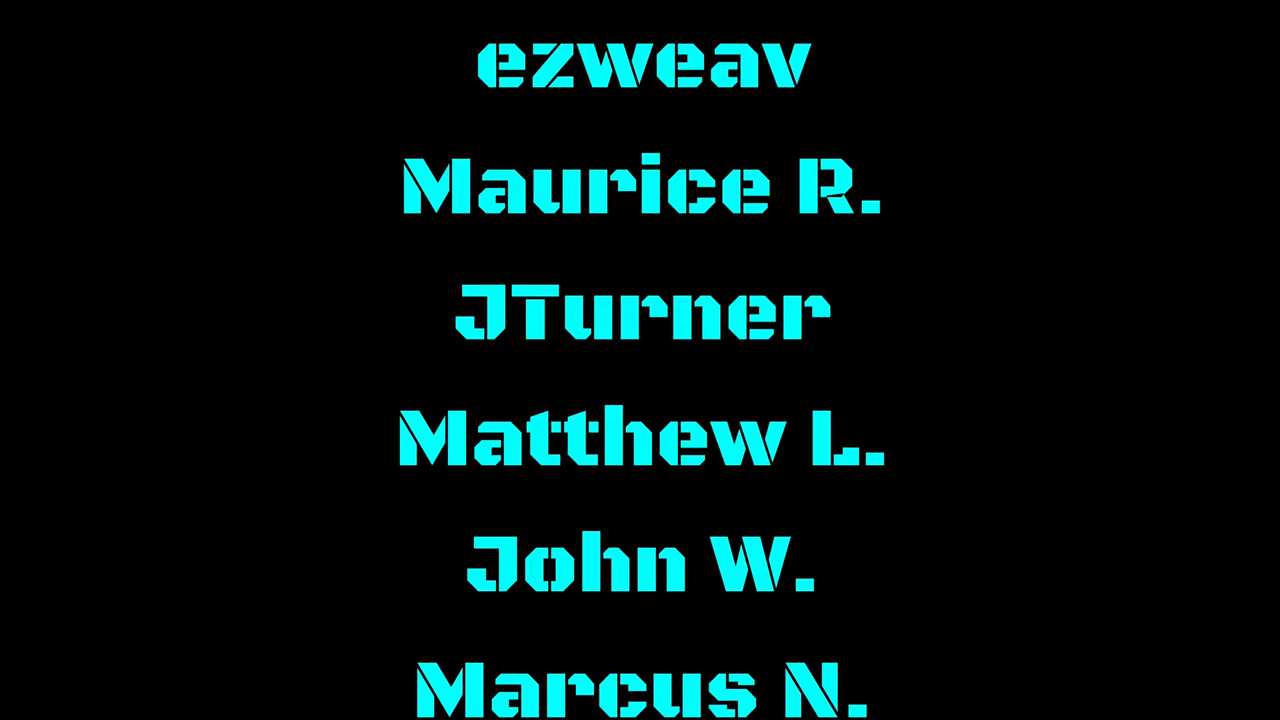 ezweav
Maurice R.
JTurner
Matthew L.
John W.
Marcus N.